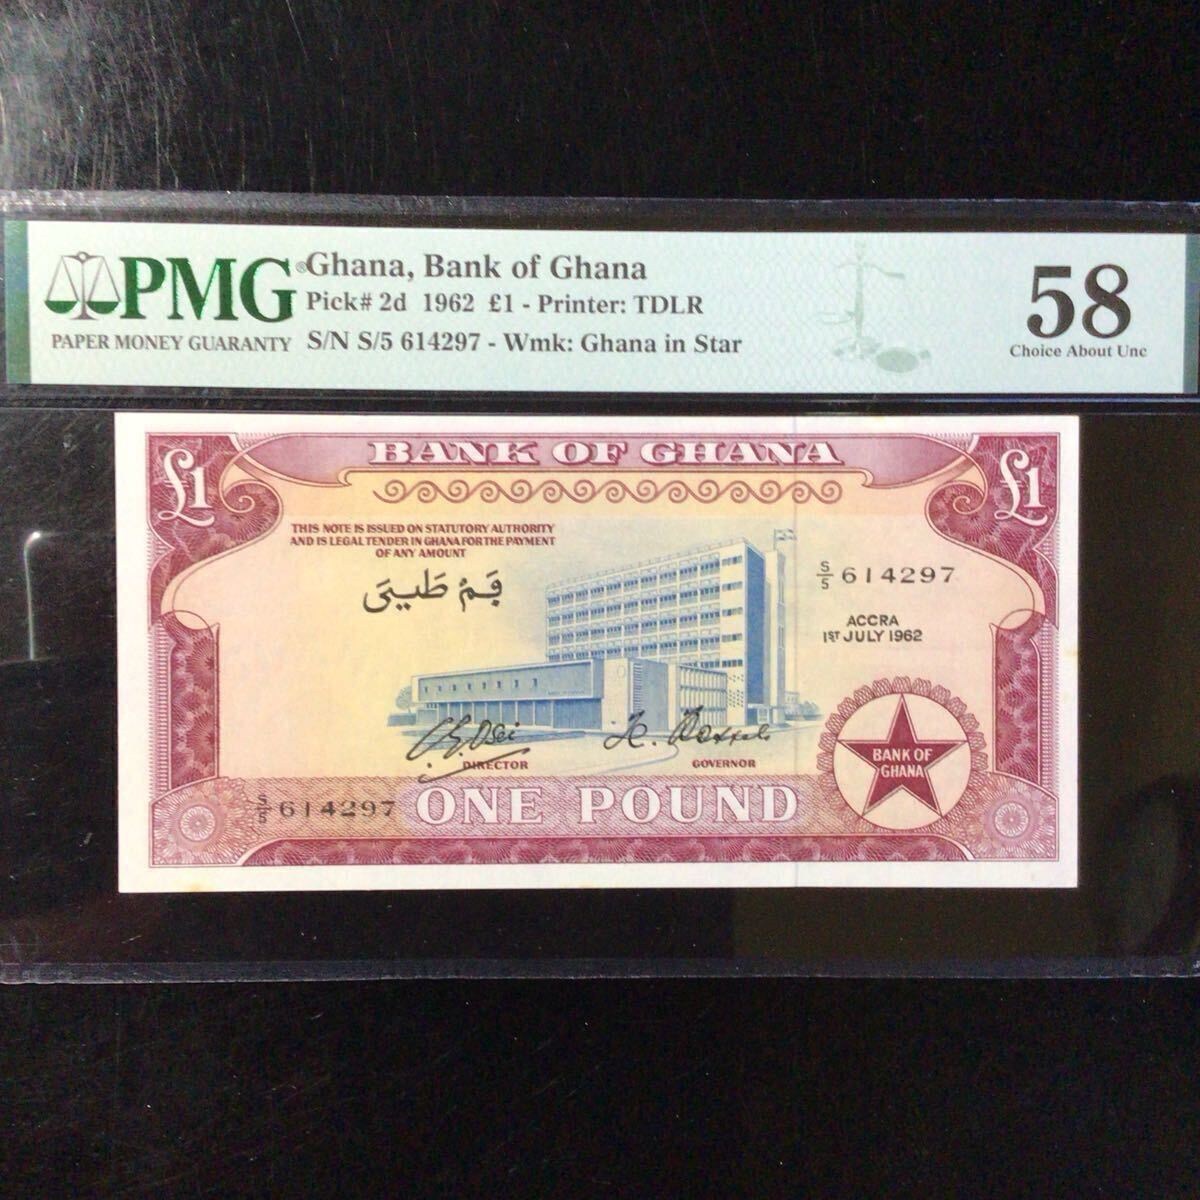 PMG®
PAPER MONEY GUARANTY
Ghana, Bank of Ghana
Pick# 2d 1962 £1 - Printer: TDLR
S/N S/5 614297 - Wmk: Ghana in Star
58
Choice About Unc
BANK OF GHANA
£1
£1
THIS NOTE IS ISSUED ON STATUTORY AUTHORITY
AND IS LEGAL TENDER IN GHANA FOR THE PAYMENT
OF ANY AMOUNT
S/5 614297
ACCRA
1ST JULY 1962
DIRECTOR
GOVERNOR
BANK OF
GHANA
S/5 614297
ONE POUND